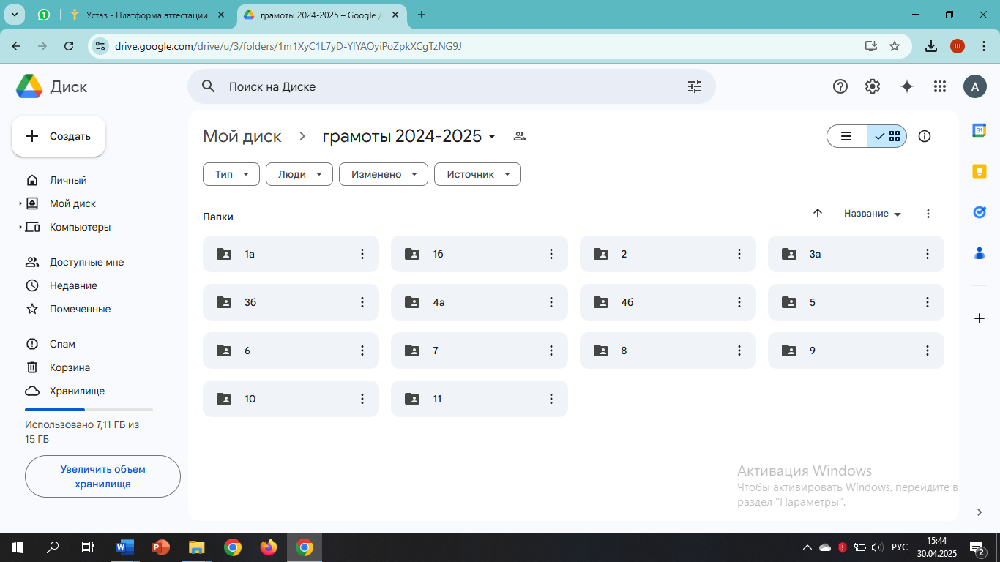 1
Устаз - Платформа аттестации
грамоты 2024-2025 – Google Д
drive.google.com/drive/u/3/folders/1m1XyC1L7yD-YlYAOyiPoZpkXCgTzNG9J
ш
Диск
Поиск на Диске
A
Создать
Мой диск
грамоты 2024-2025
31
Тип
Люди
Изменено
Источник
Личный
Мой диск
Компьютеры
Папки
Название
1а
1б
2
3а
Доступные мне
Недавние
Помеченные
3б
4а
4б
5
Спам
Корзина
Хранилище
6
7
8
9
10
11
Использовано 7,11 ГБ из
15 ГБ
Увеличить объем
хранилища
Активация Windows
Чтобы активировать Windows, перейдите в
раздел "Параметры".
РУС
15:44
30.04.2025
2